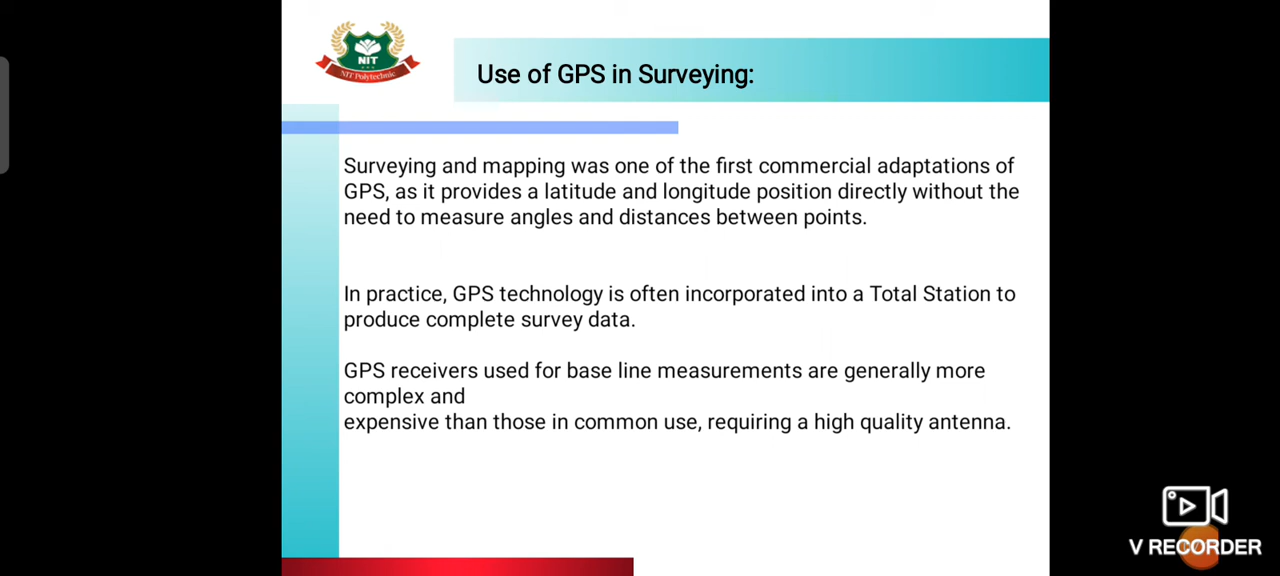 NIT
NIT Polytechnic
Use of GPS in Surveying:
Surveying and mapping was one of the first commercial adaptations of
GPS, as it provides a latitude and longitude position directly without the
need to measure angles and distances between points.
In practice, GPS technology is often incorporated into a Total Station to
produce complete survey data.
GPS receivers used for base line measurements are generally more
complex and
expensive than those in common use, requiring a high quality antenna.
V RECORDER